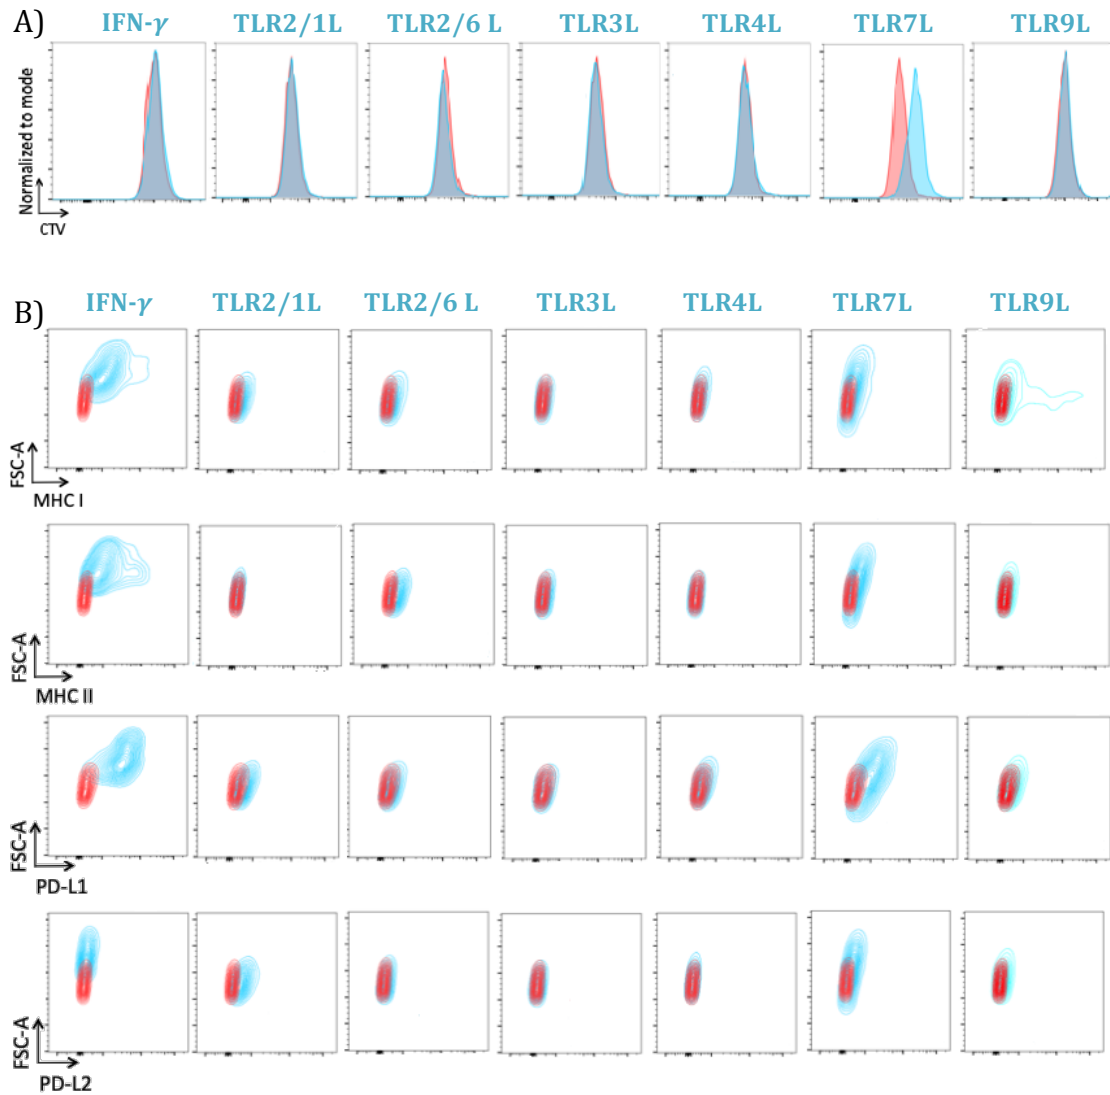 A)
IFN-γ TLR2/1L TLR2/6 L TLR3L TLR4L TLR7L TLR9L
Normalized to mode
CTV
B)
IFN-γ TLR2/1L TLR2/6 L TLR3L TLR4L TLR7L TLR9L
FSC-A
MHC I
FSC-A
MHC II
FSC-A
PD-L1
FSC-A
PD-L2